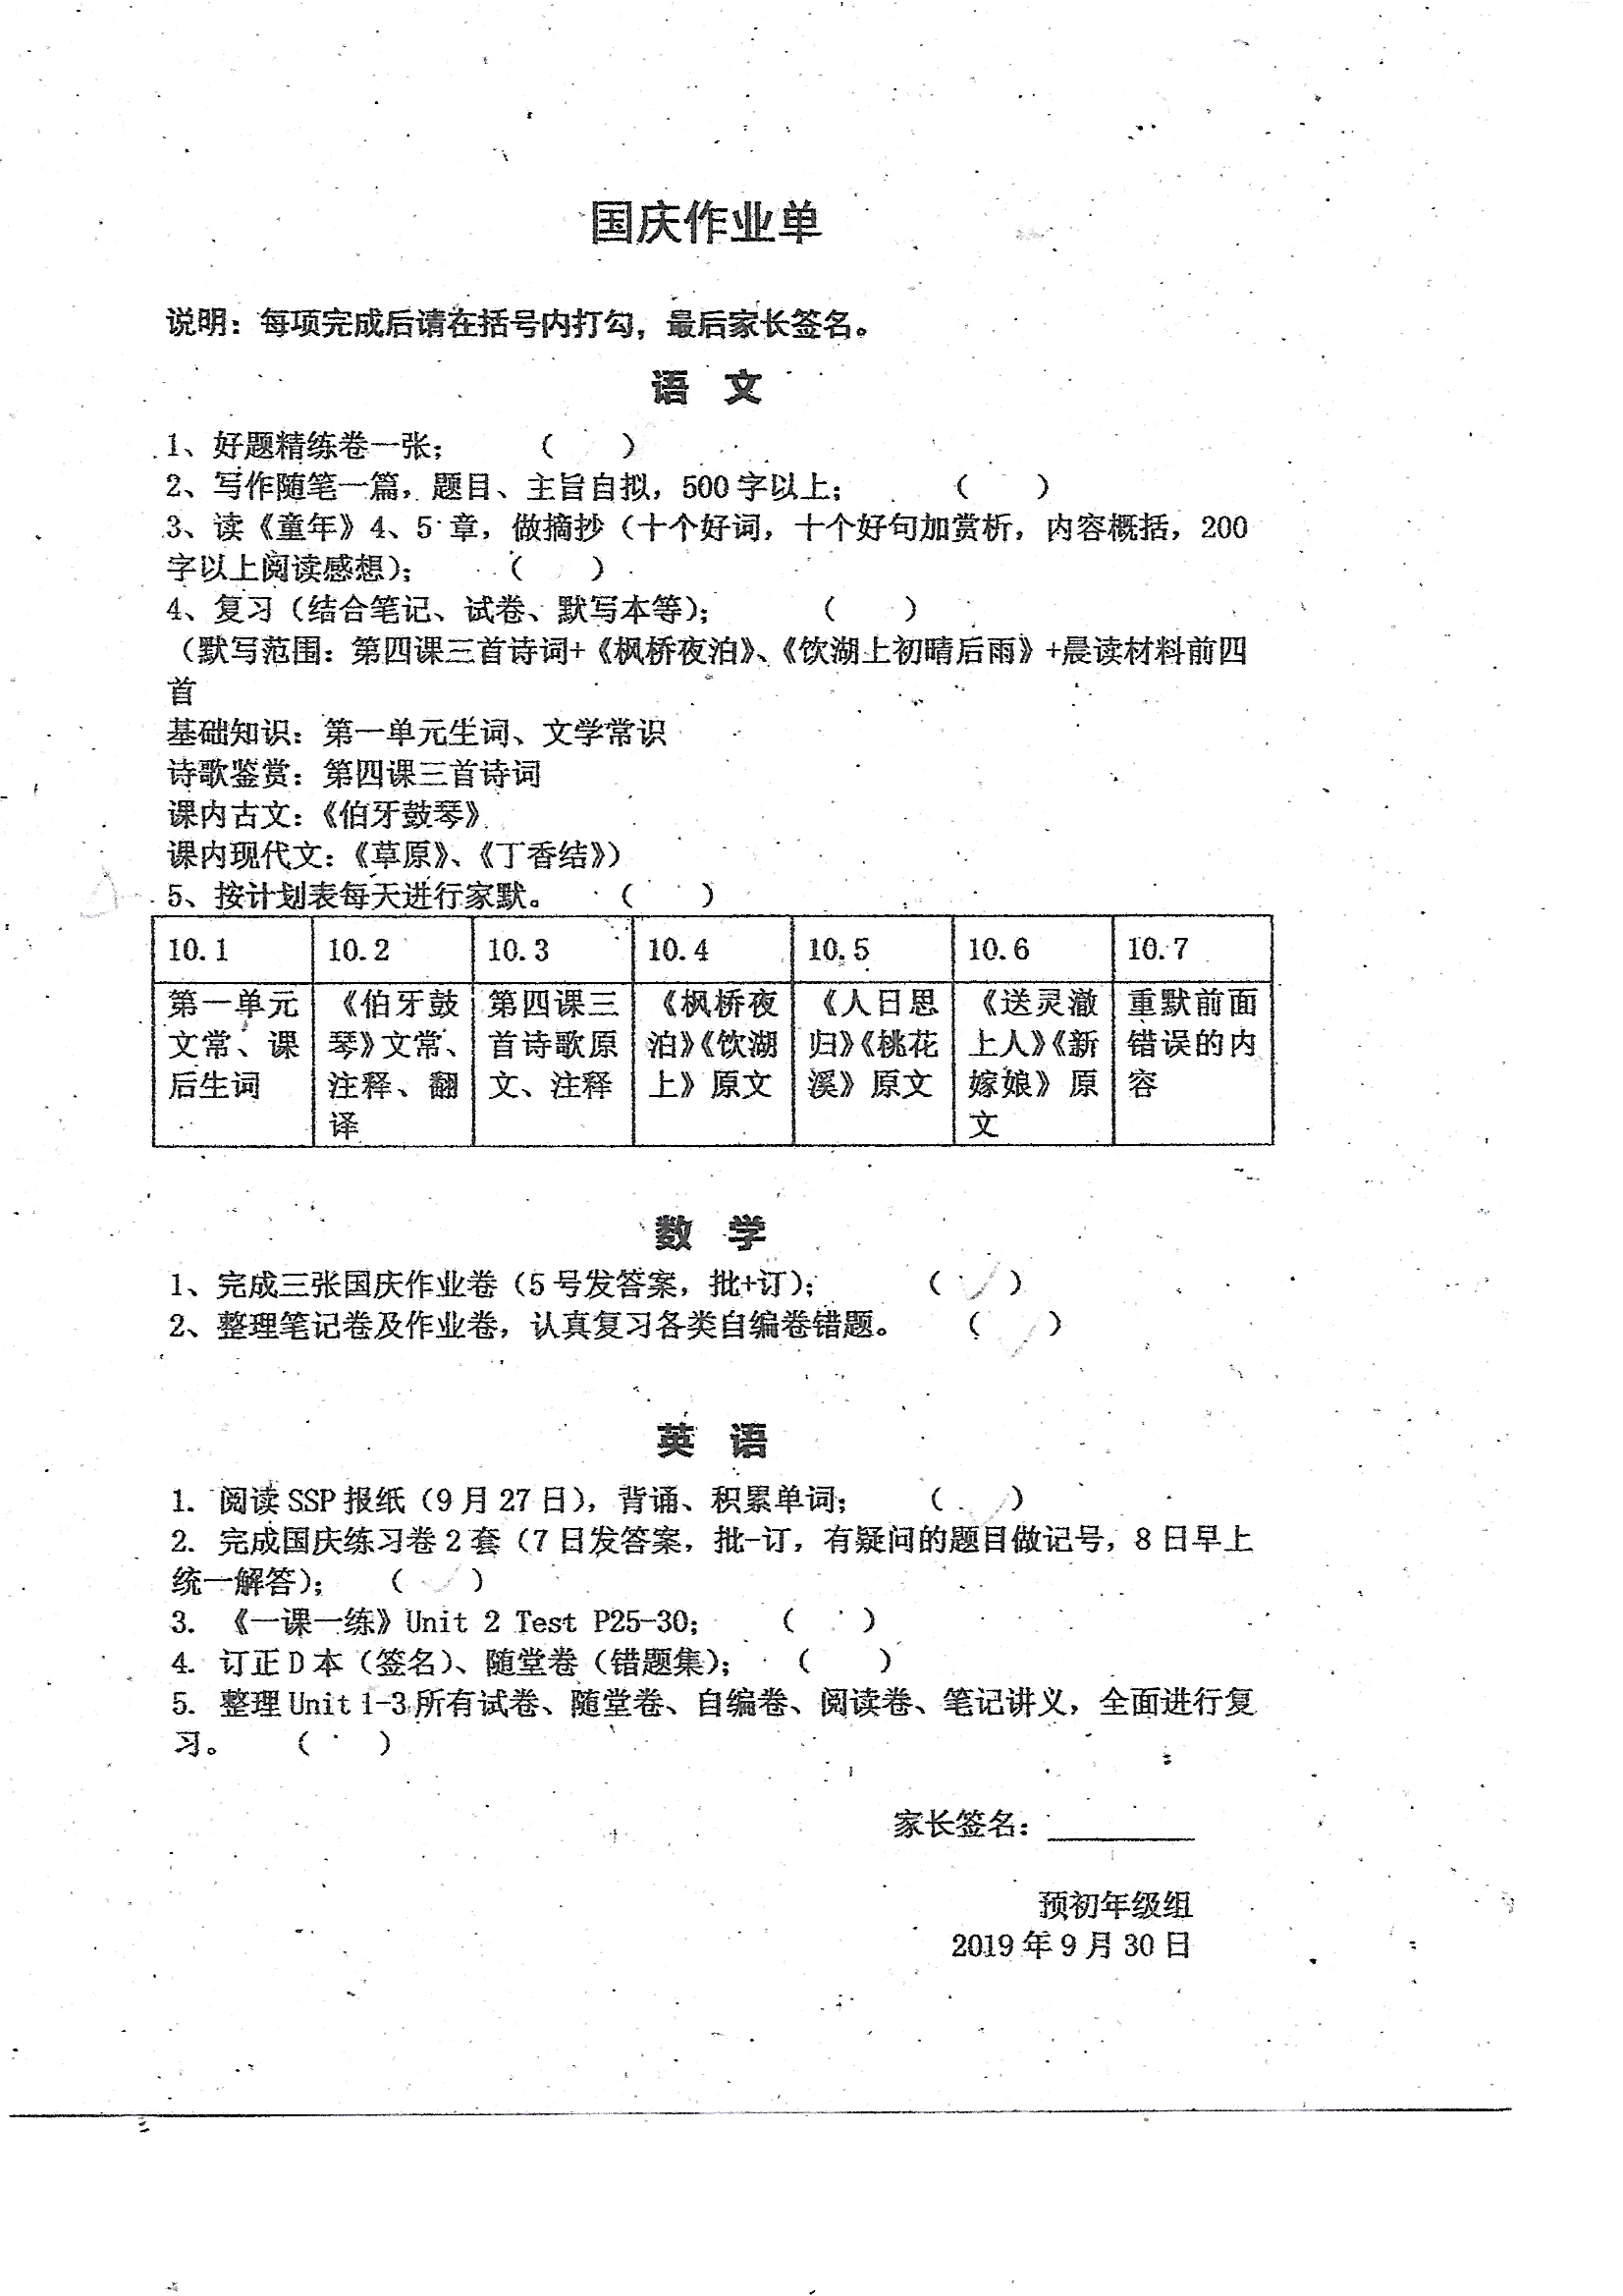 国庆作业单
说明：每项完成后请在括号内打勾，最后家长签名。
语 文
1、好题精练卷一张；（ ）
2、写作随笔一篇，题目、主旨自拟，500字以上；（ ）
3、读《童年》4、5章，做摘抄（十个好词，十个好句加赏析，内容概括，200
字以上阅读感想）；（ ）
4、复习（结合笔记、试卷、默写本等）；（ ）
（默写范围：第四课三首诗词+《枫桥夜泊》、《饮湖上初晴后雨》+晨读材料前四
首
基础知识：第一单元生词、文学常识
诗歌鉴赏：第四课三首诗词
课内古文：《伯牙鼓琴》
课内现代文：《草原》、《丁香结》）
5、按计划表每天进行家默。（ ）
10.1 10.2 10.3 10.4 10.5 10.6 10.7
第一单元 《伯牙鼓 第四课三 《枫桥夜 《人日思 《送灵澈 重默前面
文常、课 琴》文常、 首诗歌原 泊》《饮湖 归》《桃花 上人》《新 错误的内
后生词 注释、翻 文、注释 上》原文 溪》原文 嫁娘》原 容
译 文
数 学
1、完成三张国庆作业卷（5号发答案，批+订）；（ ✓ ）
2、整理笔记卷及作业卷，认真复习各类自编卷错题。（ ✓ ）
英 语
1. 阅读SSP报纸（9月27日），背诵、积累单词；（ ✓ ）
2. 完成国庆练习卷2套（7日发答案，批-订，有疑问的题目做记号，8日早上
统一解答）；（ ✓ ）
3. 《一课一练》Unit 2 Test P25-30；（ ）
4. 订正D本（签名）、随堂卷（错题集）；（ ）
5. 整理Unit 1-3所有试卷、随堂卷、自编卷、阅读卷、笔记讲义，全面进行复
习。（ ）
家长签名：
预初年级组
2019年9月30日